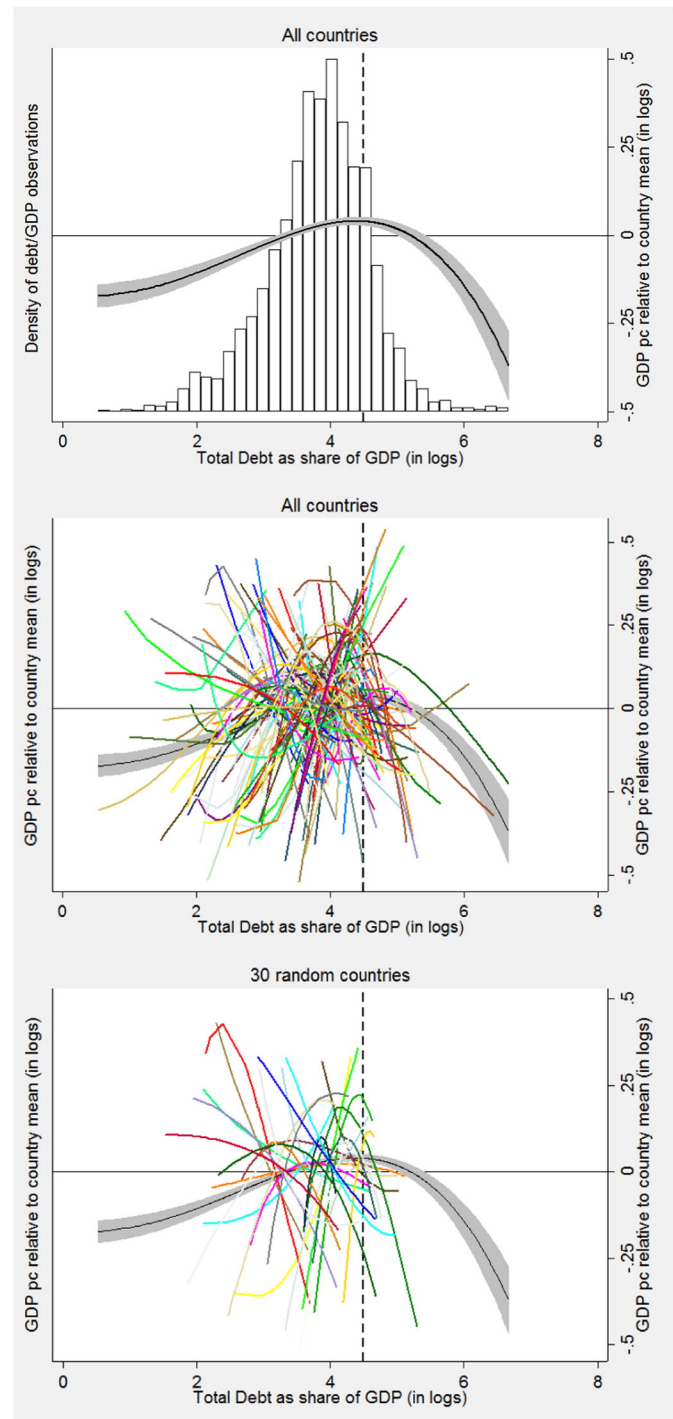 All countries
Density of debt/GDP observations
.5
.25
0
-.25
-.5
GDP pc relative to country mean (in logs)
0
2
4
6
8
Total Debt as share of GDP (in logs)
All countries
GDP pc relative to country mean (in logs)
.5
.25
0
-.25
-.5
GDP pc relative to country mean (in logs)
0
2
4
6
8
Total Debt as share of GDP (in logs)
30 random countries
GDP pc relative to country mean (in logs)
.5
.25
0
-.25
-.5
GDP pc relative to country mean (in logs)
0
2
4
6
8
Total Debt as share of GDP (in logs)